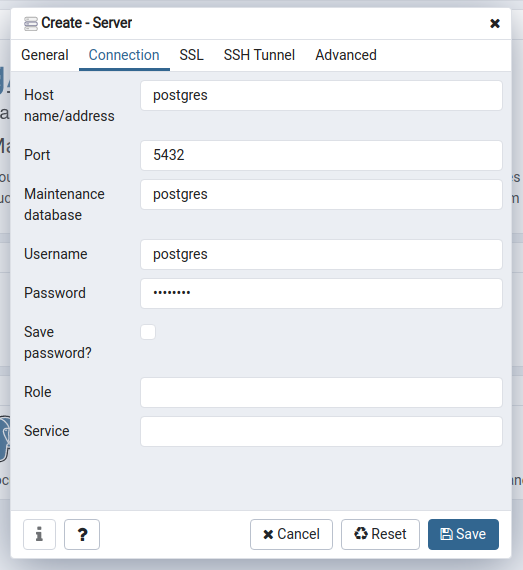 Create - Server
General Connection SSL SSH Tunnel Advanced
Host name/address
postgres
Port
5432
Maintenance database
postgres
Username
postgres
Password
••••••••
Save password?
Role
Service
i ? Cancel Reset Save